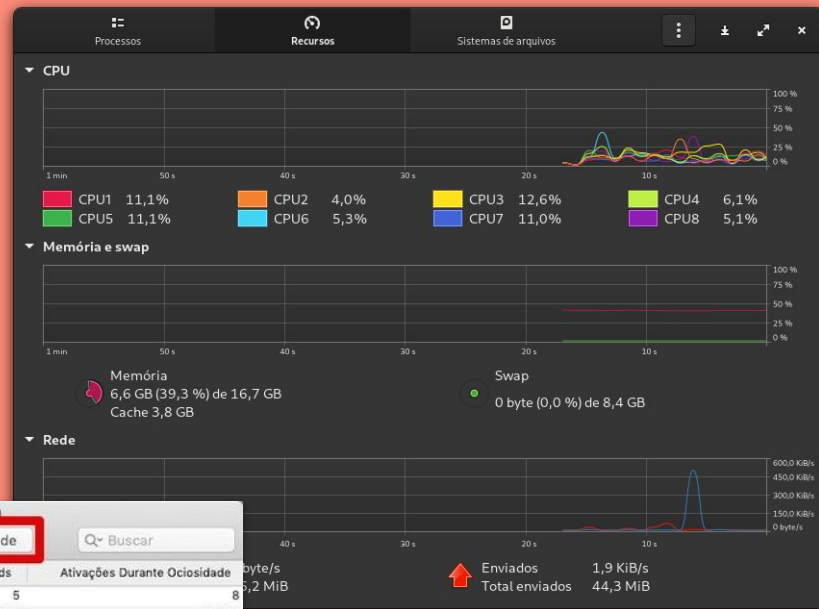 Processos
Recursos
Sistemas de arquivos
CPU
100 %
75 %
50 %
25 %
0 %
1 min 50 s 40 s 30 s 20 s 10 s
CPU1 11,1% CPU2 4,0% CPU3 12,6% CPU4 6,1%
CPU5 11,1% CPU6 5,3% CPU7 11,0% CPU8 5,1%
Memória e swap
100 %
75 %
50 %
25 %
0 %
1 min 50 s 40 s 30 s 20 s 10 s
Memória
6,6 GB (39,3 %) de 16,7 GB
Cache 3,8 GB
Swap
0 byte (0,0 %) de 8,4 GB
Rede
600,0 KiB/s
450,0 KiB/s
300,0 KiB/s
150,0 KiB/s
0 byte/s
40 s 30 s 20 s 10 s
byte/s
,2 MiB
Enviados 1,9 KiB/s
Total enviados 44,3 MiB
de
Buscar
ds Ativações Durante Ociosidade
5 8